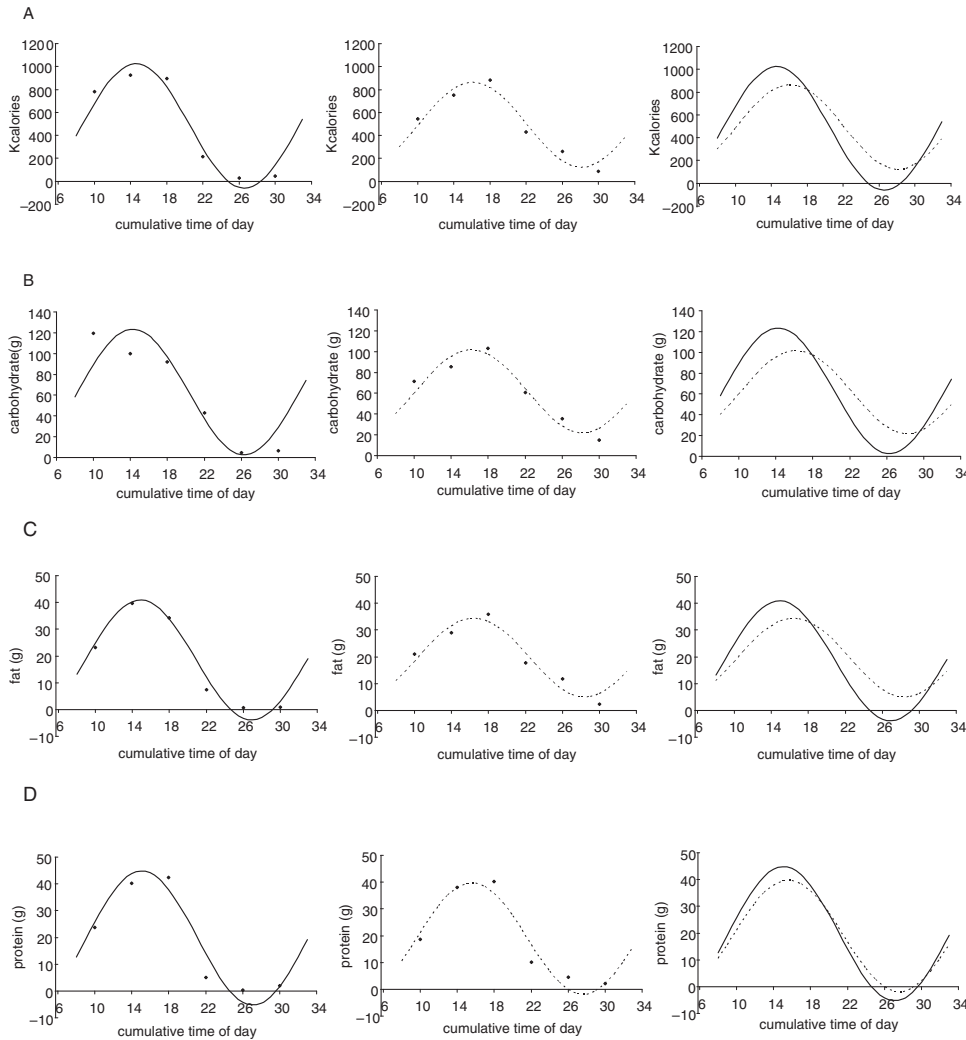 A
1200
1000
800
600
400
200
0
−200
Kcalories
6 10 14 18 22 26 30 34
cumulative time of day
1200
1000
800
600
400
200
0
−200
Kcalories
6 10 14 18 22 26 30 34
cumulative time of day
1200
1000
800
600
400
200
0
−200
Kcalories
6 10 14 18 22 26 30 34
cumulative time of day
B
140
120
100
80
60
40
20
0
carbohydrate(g)
6 10 14 18 22 26 30 34
cumulative time of day
140
120
100
80
60
40
20
0
carbohydrate (g)
6 10 14 18 22 26 30 34
cumulative time of day
140
120
100
80
60
40
20
0
carbohydrate (g)
6 10 14 18 22 26 30 34
cumulative time of day
C
50
40
30
20
10
0
−10
fat (g)
6 10 14 18 22 26 30 34
cumulative time of day
50
40
30
20
10
0
−10
fat (g)
6 10 14 18 22 26 30 34
cumulative time of day
50
40
30
20
10
0
−10
fat (g)
6 10 14 18 22 26 30 34
cumulative time of day
D
50
40
30
20
10
0
−10
protein (g)
6 10 14 18 22 26 30 34
cumulative time of day
50
40
30
20
10
0
−10
protein (g)
6 10 14 18 22 26 30 34
cumulative time of day
50
40
30
20
10
0
−10
protein (g)
6 10 14 18 22 26 30 34
cumulative time of day